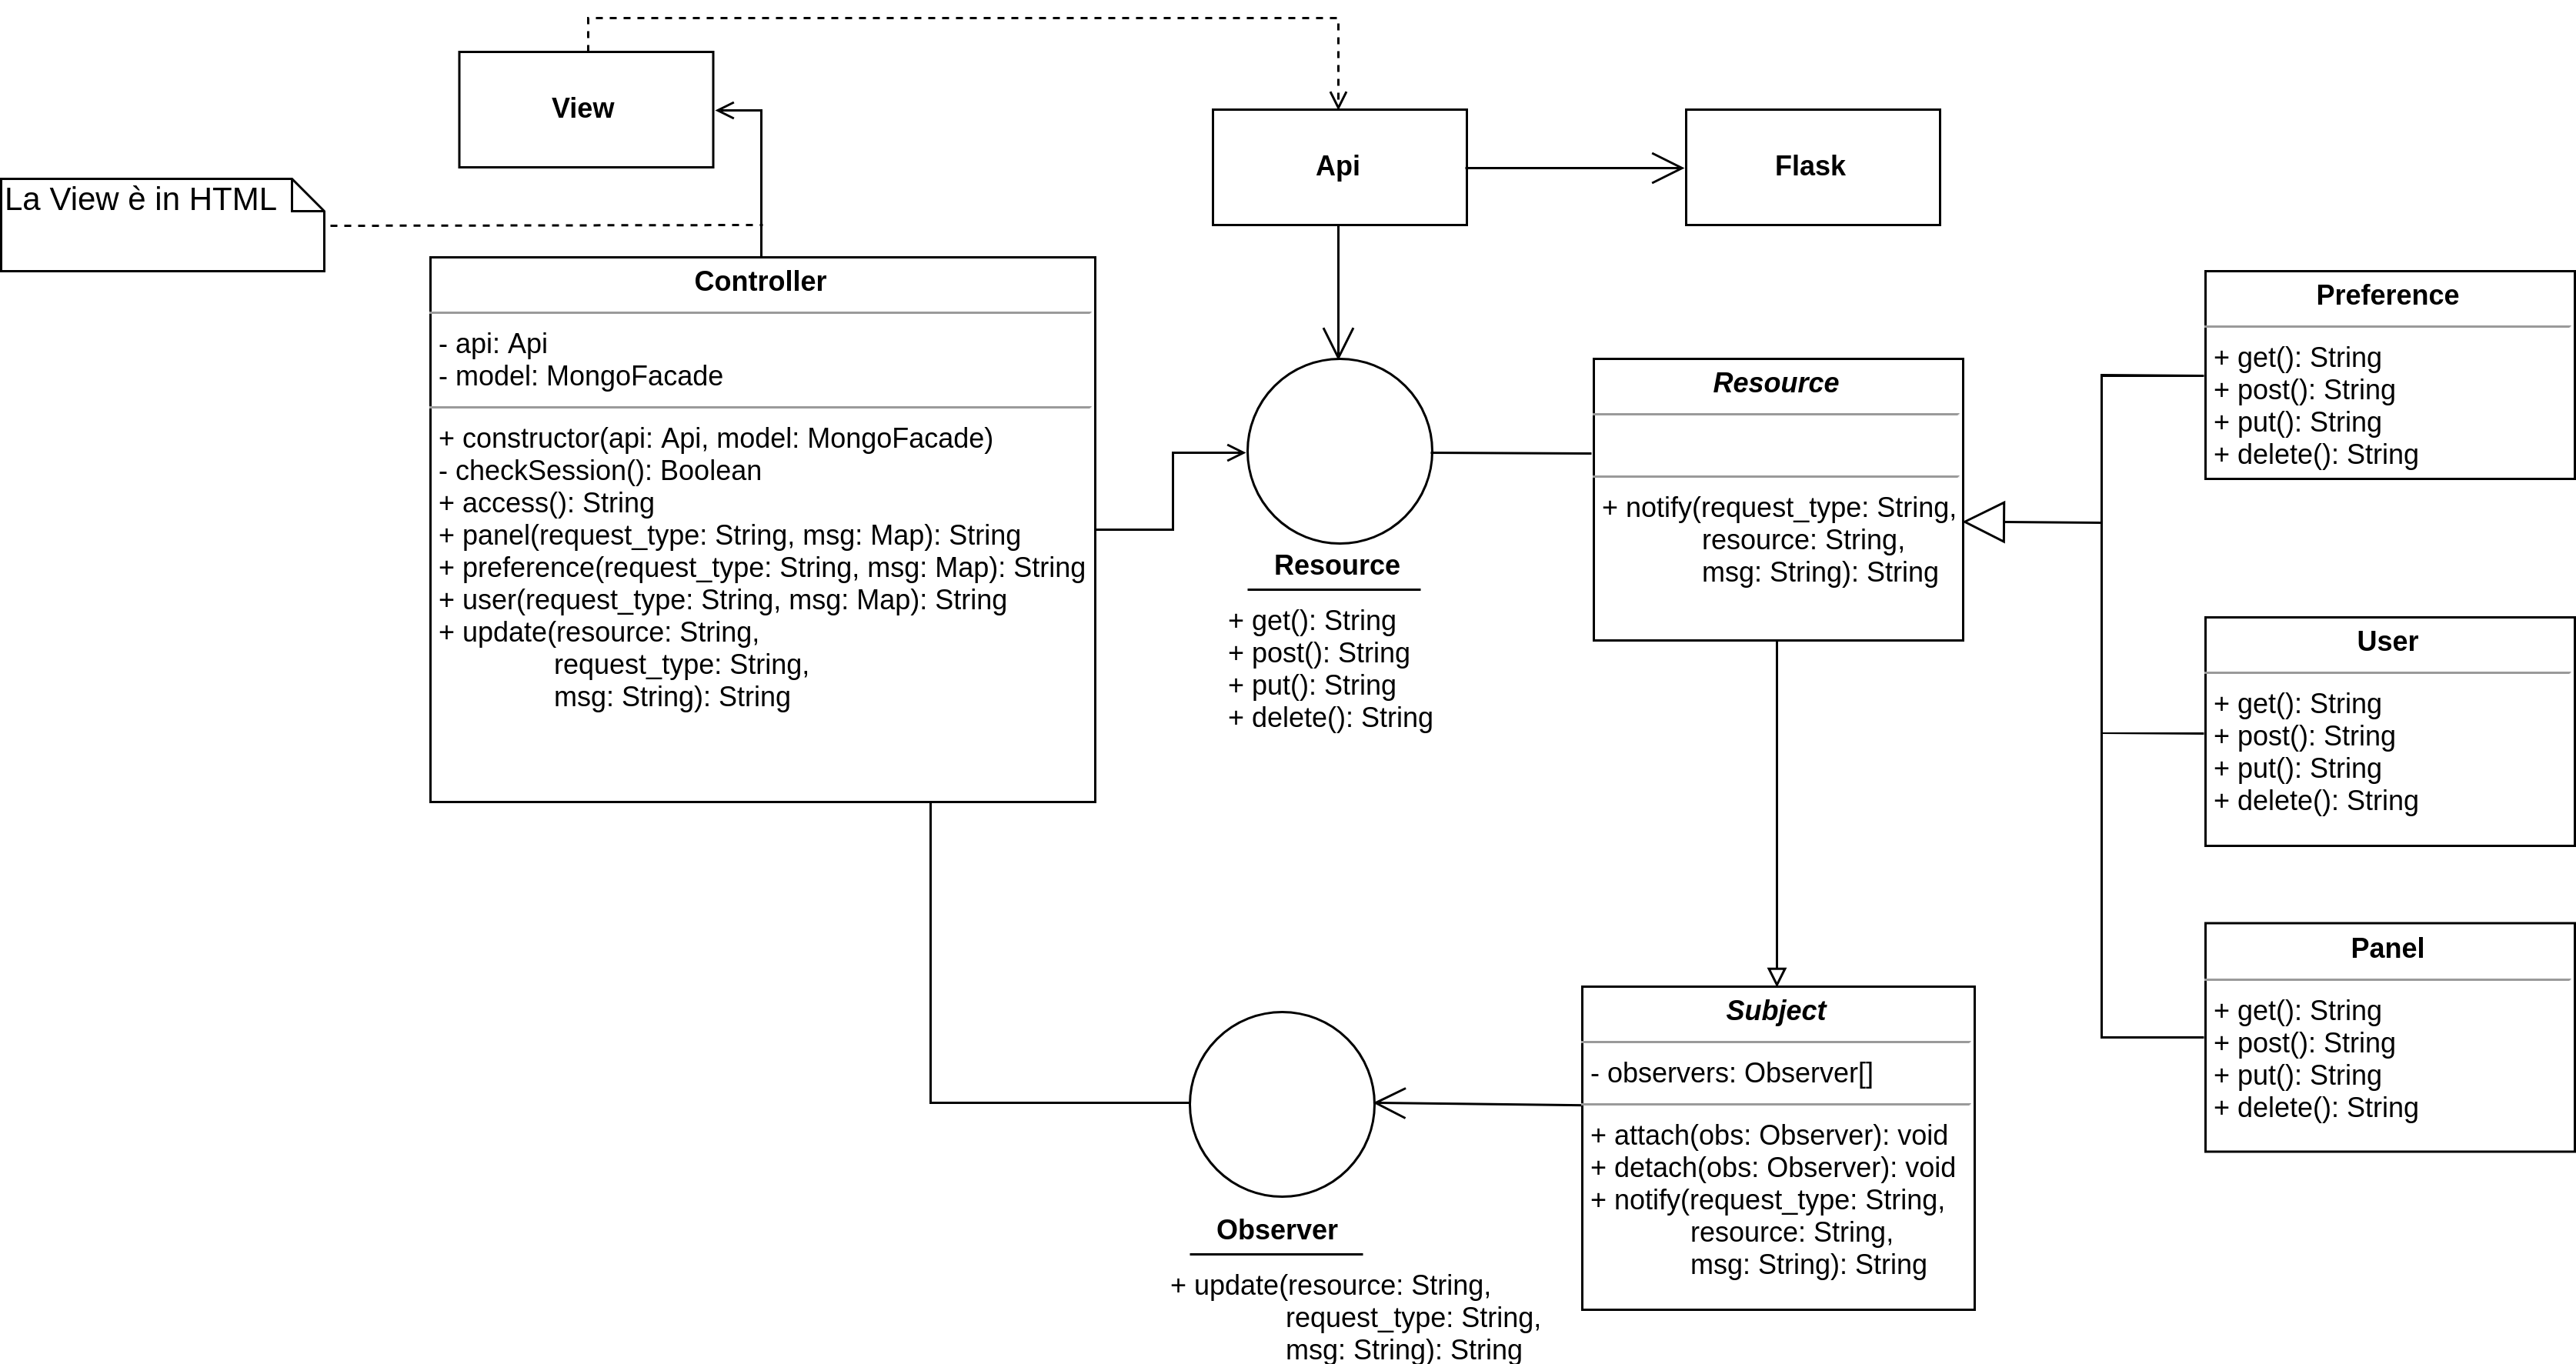 View
La View è in HTML
Api
Flask
Controller
- api: Api
- model: MongoFacade
+ constructor(api: Api, model: MongoFacade)
- checkSession(): Boolean
+ access(): String
+ panel(request_type: String, msg: Map): String
+ preference(request_type: String, msg: Map): String
+ user(request_type: String, msg: Map): String
+ update(resource: String,
request_type: String,
msg: String): String
Resource
+ get(): String
+ post(): String
+ put(): String
+ delete(): String
Resource
+ notify(request_type: String,
resource: String,
msg: String): String
Preference
+ get(): String
+ post(): String
+ put(): String
+ delete(): String
User
+ get(): String
+ post(): String
+ put(): String
+ delete(): String
Panel
+ get(): String
+ post(): String
+ put(): String
+ delete(): String
Subject
- observers: Observer[]
+ attach(obs: Observer): void
+ detach(obs: Observer): void
+ notify(request_type: String,
resource: String,
msg: String): String
Observer
+ update(resource: String,
request_type: String,
msg: String): String